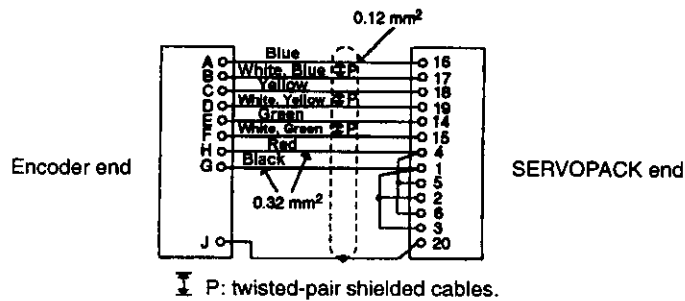 0.12 mm²
A Blue 16
B White, Blue P 17
C Yellow 18
D White, Yellow P 19
E Green 14
F White, Green P 15
H Red 4
G Black 1
5
2
6
3
J 20
0.32 mm²
Encoder end
SERVOPACK end
P: twisted-pair shielded cables.